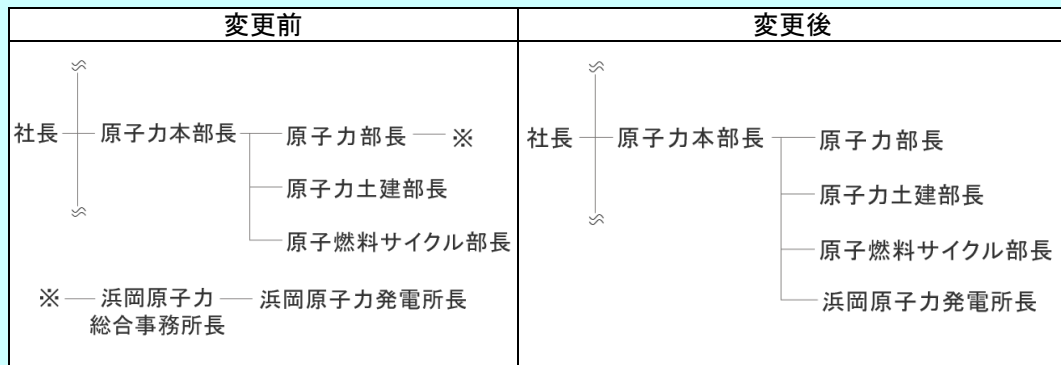 変更前
変更後
社長 原子力本部長 原子力部長 ※
原子力土建部長
原子燃料サイクル部長
※ 浜岡原子力
総合事務所長
浜岡原子力発電所長
社長 原子力本部長 原子力部長
原子力土建部長
原子燃料サイクル部長
浜岡原子力発電所長